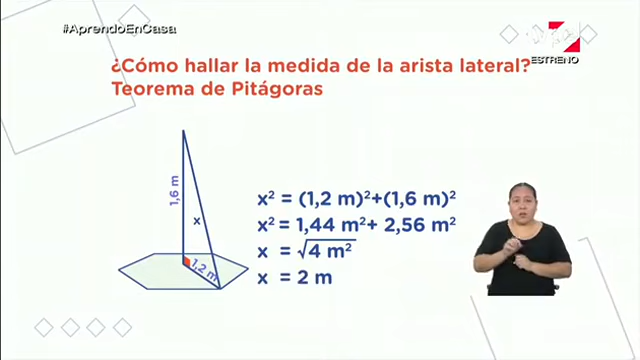 #AprendoEnCasa
ESTRENO
¿Cómo hallar la medida de la arista lateral?
Teorema de Pitágoras
1,6 m
x
1,2 m
x² = (1,2 m)²+(1,6 m)²
x² = 1,44 m²+ 2,56 m²
x = √4 m²
x = 2 m